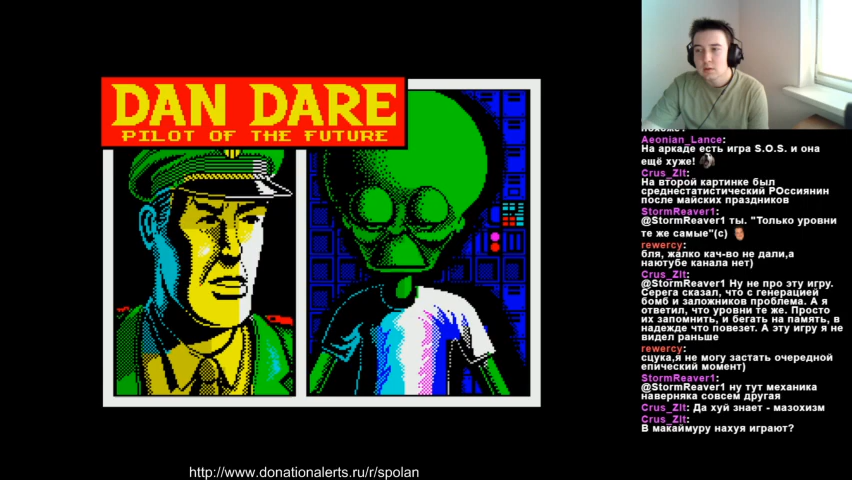 DAN DARE
PILOT OF THE FUTURE
Aeonian_Lance:
На аркаде есть игра S.O.S. и она
ещё хуже!
Crus_Zlt:
На второй картинке был
среднестатистический РОссиянин
после майских праздников
StormReaver1:
@StormReaver1 ты. "Только уровни
те же самые"(с)
rewercy:
бля, жалко кач-во не дали,а
наютубе канала нет)
Crus_Zlt:
@StormReaver1 Ну не про эту игру.
Серега сказал, что с генерацией
бомб и заложников проблема. А я
ответил, что уровни те же. Просто
их запомнить, и бегать на память, в
надежде что повезет. А эту игру я не
видел раньше
rewercy:
сцука,я не могу застать очередной
епический момент)
StormReaver1:
@StormReaver1 ну тут механика
наверняка совсем другая
Crus_Zlt: Да хуй знает - мазохизм
Crus_Zlt:
В макаймуру нахуя играют?
http://www.donationalerts.ru/r/spolan